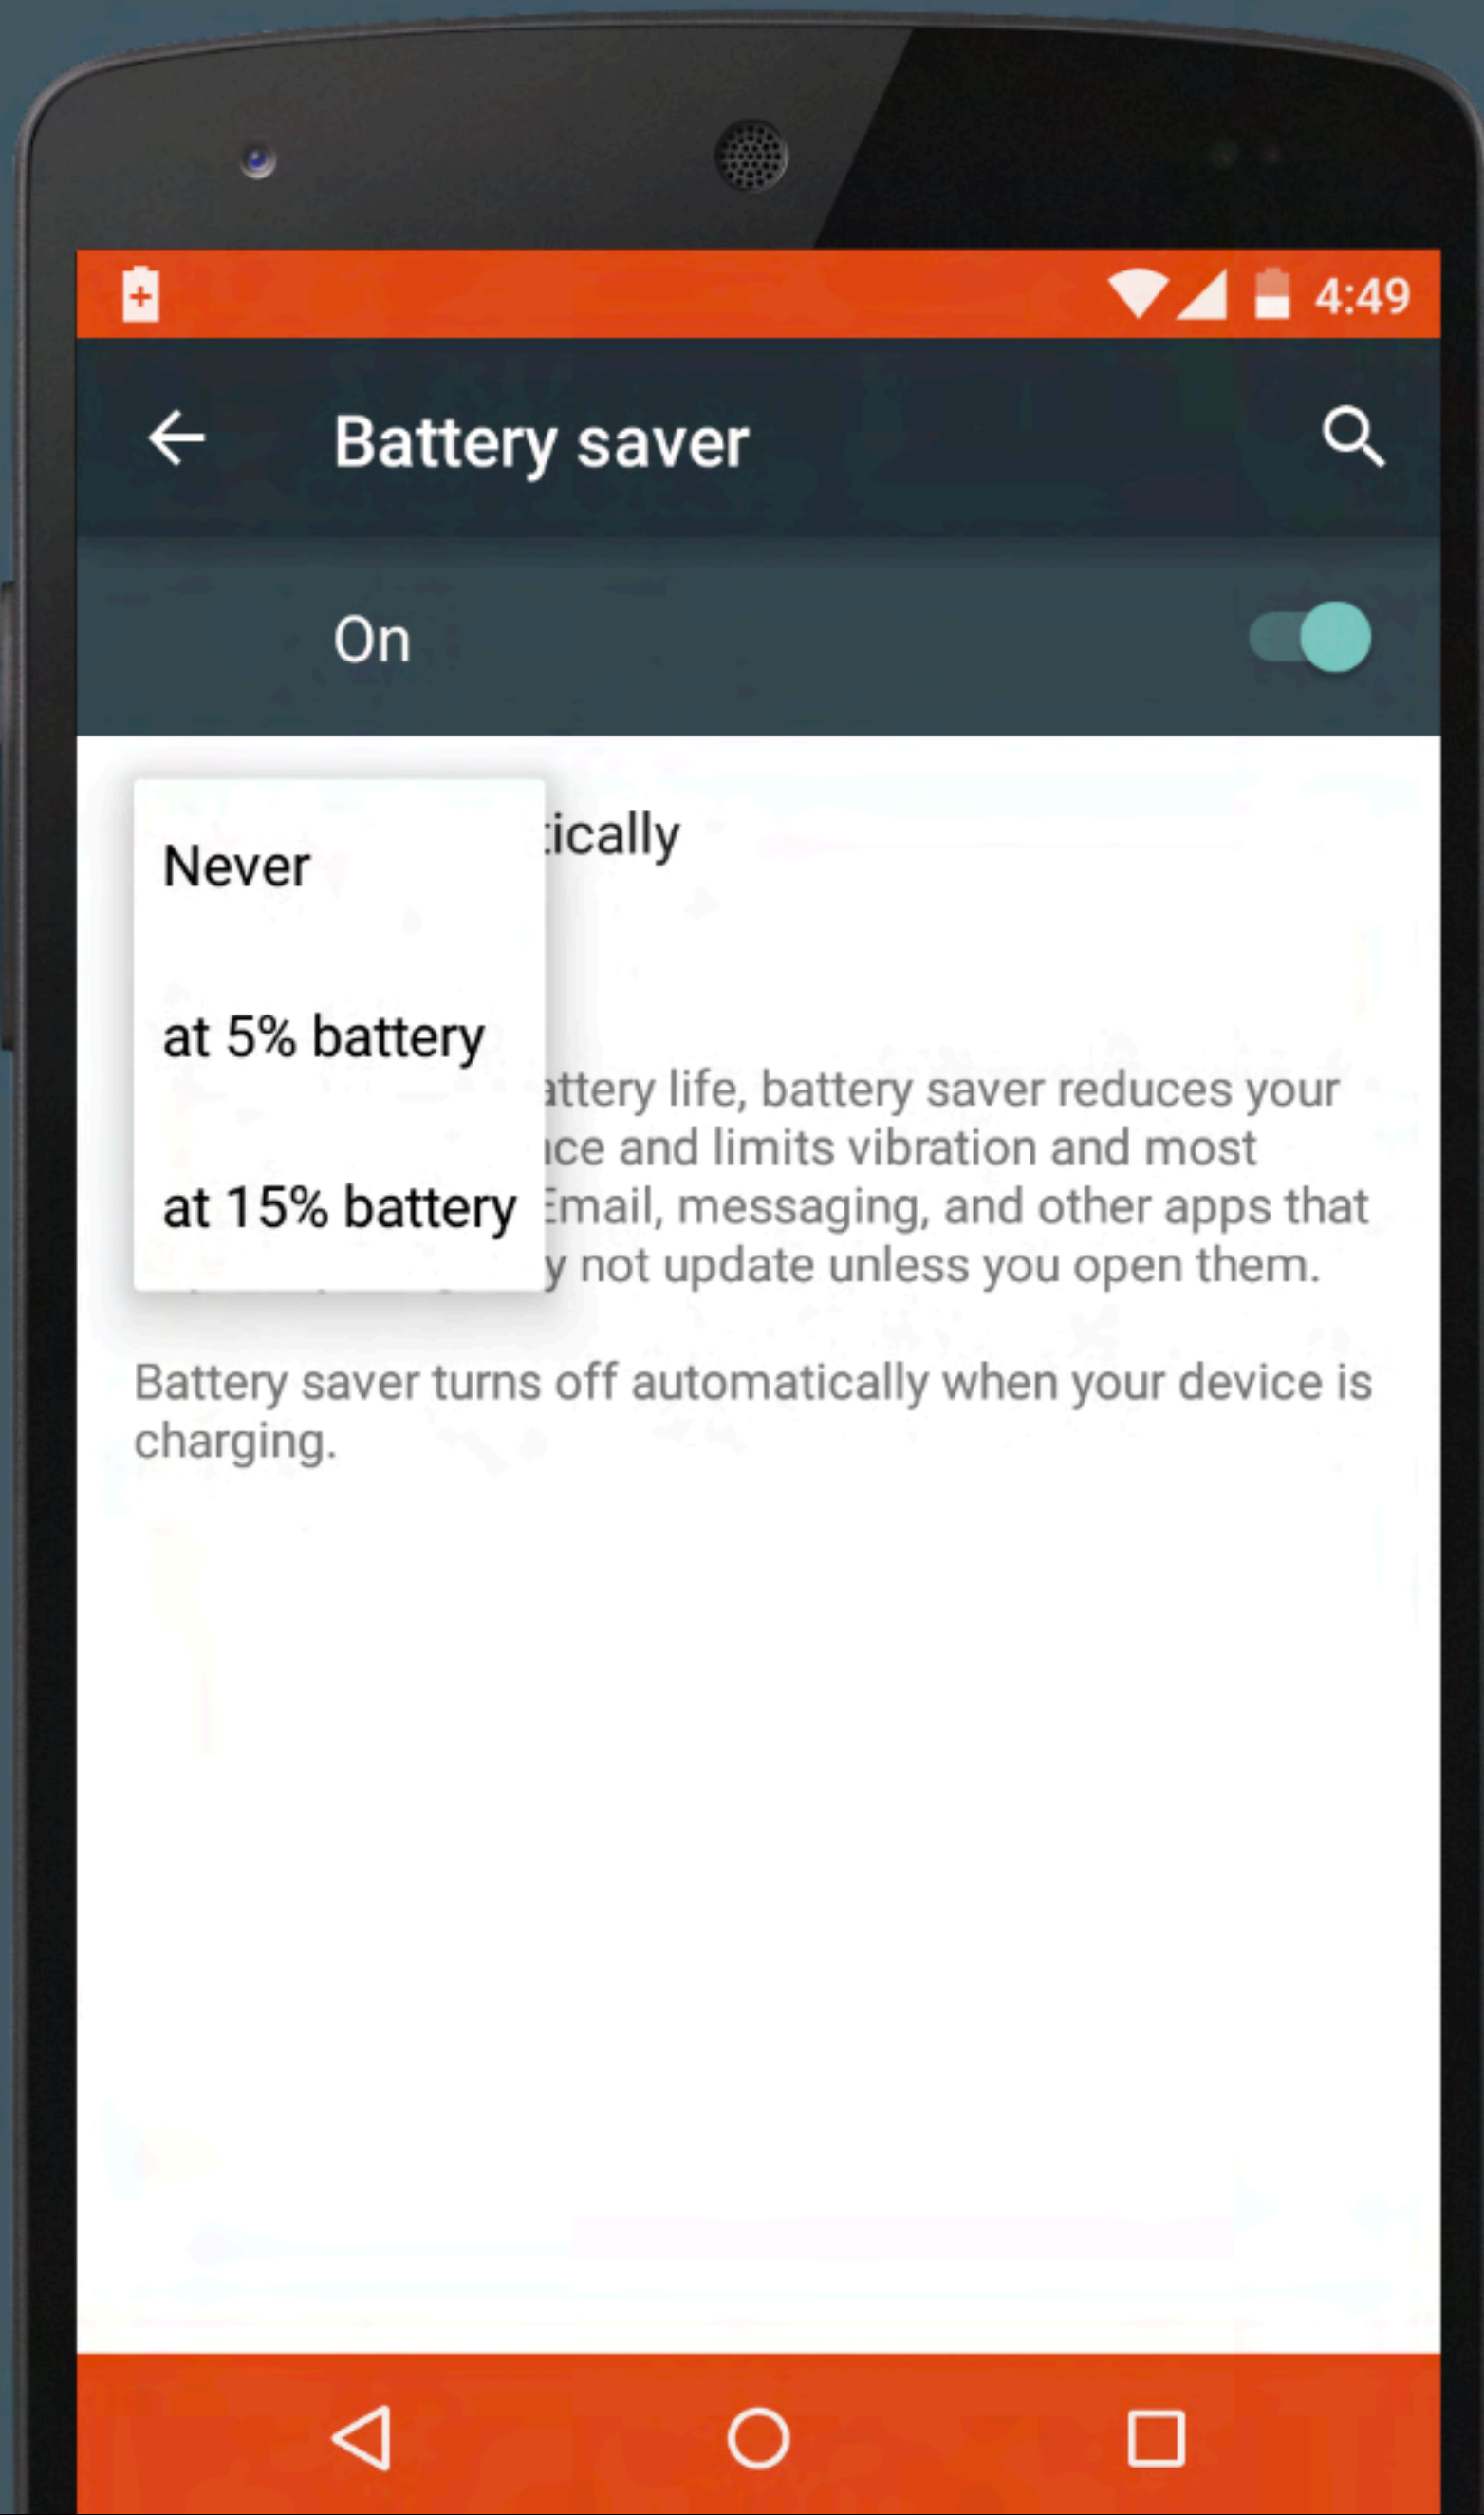 4:49
Battery saver
On
tically
Never
at 5% battery
attery life, battery saver reduces your
ce and limits vibration and most
at 15% battery
Email, messaging, and other apps that
y not update unless you open them.
Battery saver turns off automatically when your device is
charging.